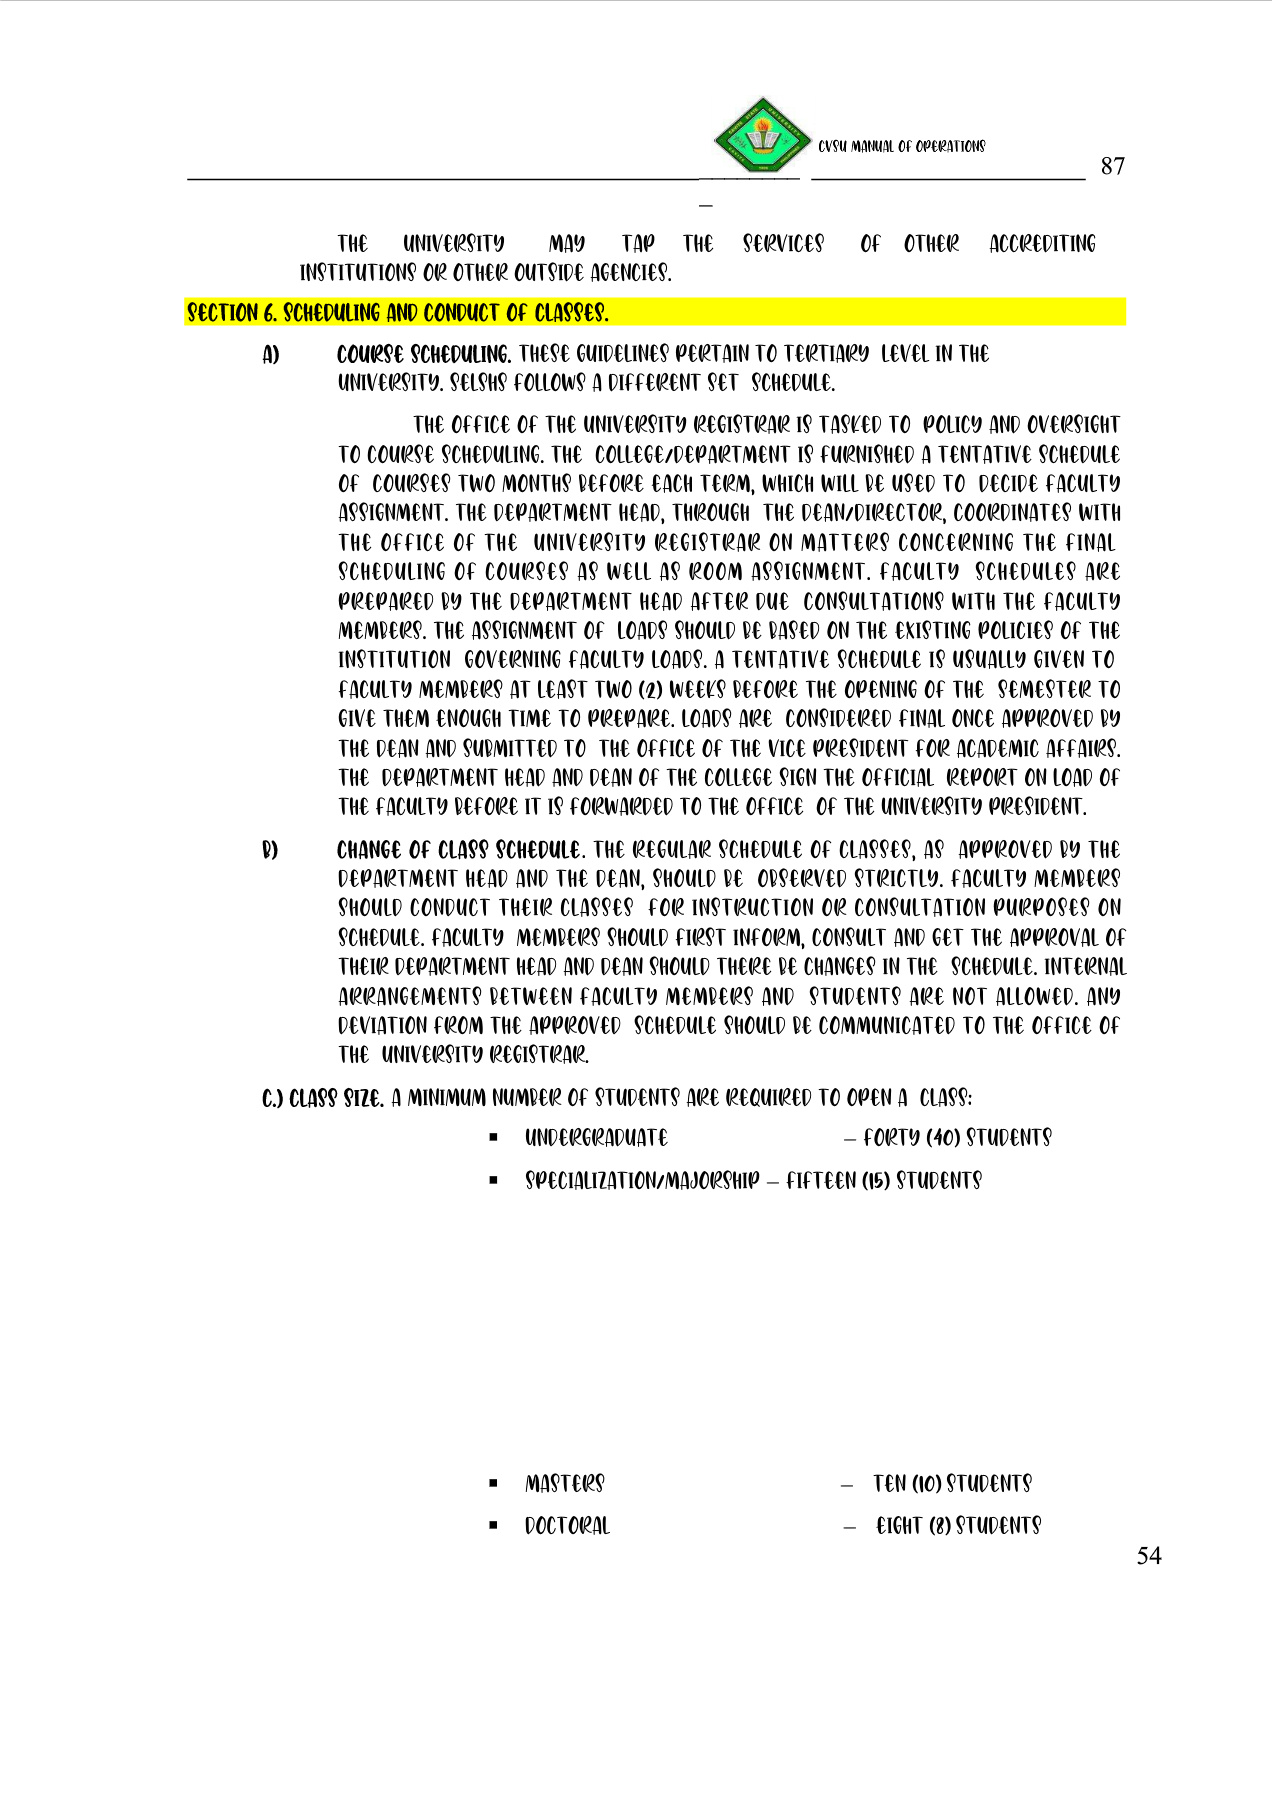 CVSU MANUAL OF OPERATIONS
87
_
THE UNIVERSITY MAY TAP THE SERVICES OF OTHER ACCREDITING
INSTITUTIONS OR OTHER OUTSIDE AGENCIES.
SECTION 6. SCHEDULING AND CONDUCT OF CLASSES.
A) COURSE SCHEDULING. THESE GUIDELINES PERTAIN TO TERTIARY LEVEL IN THE
UNIVERSITY. SELSHS FOLLOWS A DIFFERENT SET SCHEDULE.
THE OFFICE OF THE UNIVERSITY REGISTRAR IS TASKED TO POLICY AND OVERSIGHT
TO COURSE SCHEDULING. THE COLLEGE/DEPARTMENT IS FURNISHED A TENTATIVE SCHEDULE
OF COURSES TWO MONTHS BEFORE EACH TERM, WHICH WILL BE USED TO DECIDE FACULTY
ASSIGNMENT. THE DEPARTMENT HEAD, THROUGH THE DEAN/DIRECTOR, COORDINATES WITH
THE OFFICE OF THE UNIVERSITY REGISTRAR ON MATTERS CONCERNING THE FINAL
SCHEDULING OF COURSES AS WELL AS ROOM ASSIGNMENT. FACULTY SCHEDULES ARE
PREPARED BY THE DEPARTMENT HEAD AFTER DUE CONSULTATIONS WITH THE FACULTY
MEMBERS. THE ASSIGNMENT OF LOADS SHOULD BE BASED ON THE EXISTING POLICIES OF THE
INSTITUTION GOVERNING FACULTY LOADS. A TENTATIVE SCHEDULE IS USUALLY GIVEN TO
FACULTY MEMBERS AT LEAST TWO (2) WEEKS BEFORE THE OPENING OF THE SEMESTER TO
GIVE THEM ENOUGH TIME TO PREPARE. LOADS ARE CONSIDERED FINAL ONCE APPROVED BY
THE DEAN AND SUBMITTED TO THE OFFICE OF THE VICE PRESIDENT FOR ACADEMIC AFFAIRS.
THE DEPARTMENT HEAD AND DEAN OF THE COLLEGE SIGN THE OFFICIAL REPORT ON LOAD OF
THE FACULTY BEFORE IT IS FORWARDED TO THE OFFICE OF THE UNIVERSITY PRESIDENT.
B) CHANGE OF CLASS SCHEDULE. THE REGULAR SCHEDULE OF CLASSES, AS APPROVED BY THE
DEPARTMENT HEAD AND THE DEAN, SHOULD BE OBSERVED STRICTLY. FACULTY MEMBERS
SHOULD CONDUCT THEIR CLASSES FOR INSTRUCTION OR CONSULTATION PURPOSES ON
SCHEDULE. FACULTY MEMBERS SHOULD FIRST INFORM, CONSULT AND GET THE APPROVAL OF
THEIR DEPARTMENT HEAD AND DEAN SHOULD THERE BE CHANGES IN THE SCHEDULE. INTERNAL
ARRANGEMENTS BETWEEN FACULTY MEMBERS AND STUDENTS ARE NOT ALLOWED. ANY
DEVIATION FROM THE APPROVED SCHEDULE SHOULD BE COMMUNICATED TO THE OFFICE OF
THE UNIVERSITY REGISTRAR.
C.) CLASS SIZE. A MINIMUM NUMBER OF STUDENTS ARE REQUIRED TO OPEN A CLASS:
▪ UNDERGRADUATE – FORTY (40) STUDENTS
▪ SPECIALIZATION/MAJORSHIP – FIFTEEN (15) STUDENTS
▪ MASTERS – TEN (10) STUDENTS
▪ DOCTORAL – EIGHT (8) STUDENTS
54